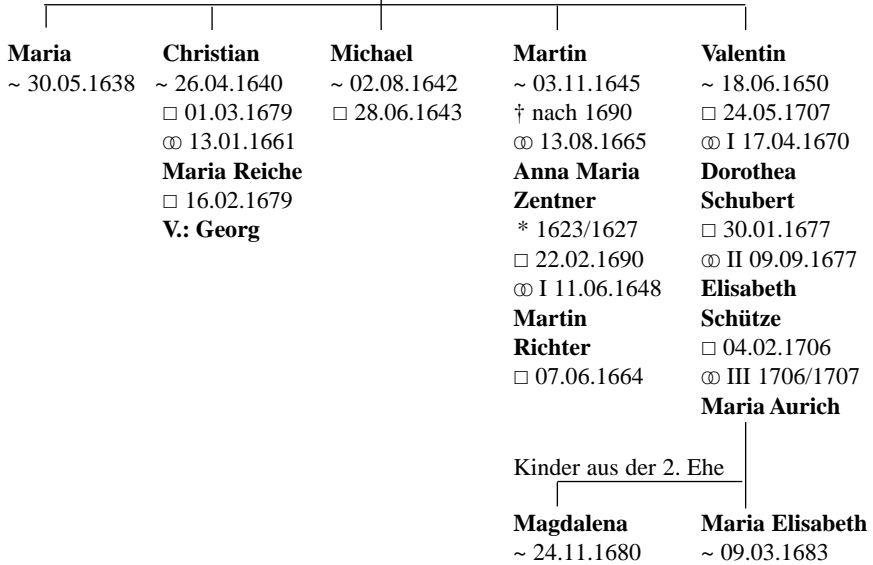 Maria
~ 30.05.1638
Christian
~ 26.04.1640
□ 01.03.1679
⚭ 13.01.1661
Maria Reiche
□ 16.02.1679
V.: Georg
Michael
~ 02.08.1642
□ 28.06.1643
Martin
~ 03.11.1645
† nach 1690
⚭ 13.08.1665
Anna Maria
Zentner
* 1623/1627
□ 22.02.1690
⚭ I 11.06.1648
Martin
Richter
□ 07.06.1664
Valentin
~ 18.06.1650
□ 24.05.1707
⚭ I 17.04.1670
Dorothea
Schubert
□ 30.01.1677
⚭ II 09.09.1677
Elisabeth
Schütze
□ 04.02.1706
⚭ III 1706/1707
Maria Aurich
Kinder aus der 2. Ehe
Magdalena
~ 24.11.1680
Maria Elisabeth
~ 09.03.1683